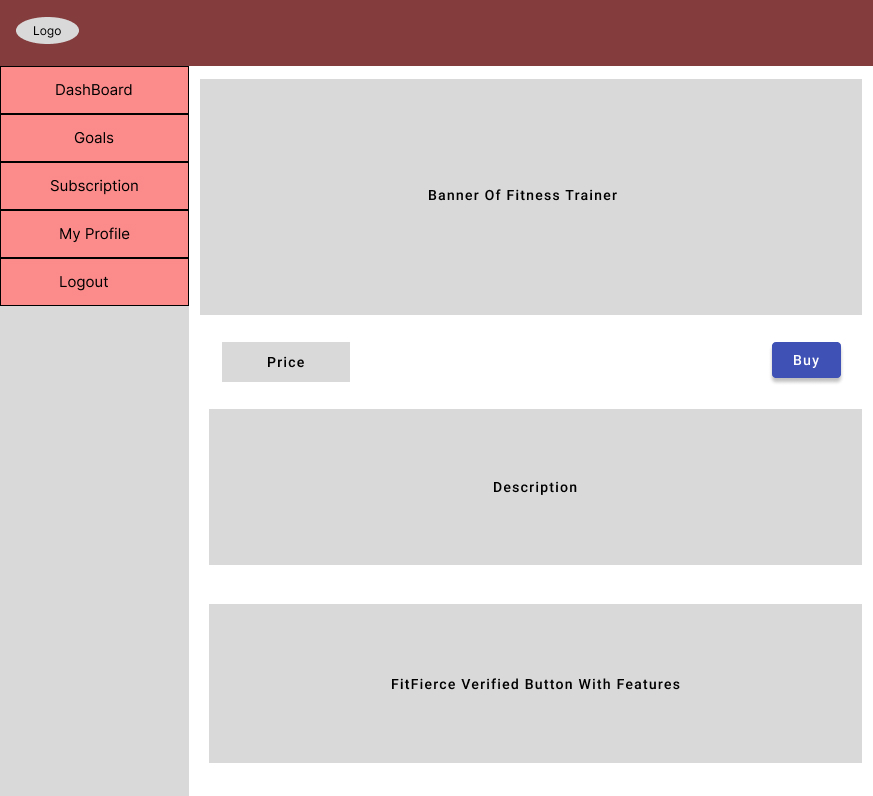 Logo
DashBoard
Goals
Subscription
My Profile
Logout
Banner Of Fitness Trainer
Price
Buy
Description
FitFierce Verified Button With Features